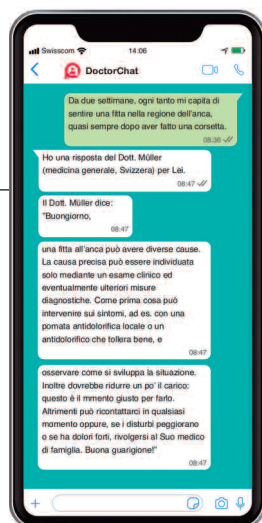 Swisscom 14:06
DoctorChat
Da due settimane, ogni tanto mi capita di
sentire una fitta nella regione dell'anca,
quasi sempre dopo aver fatto una corsetta.
08:36
Ho una risposta del Dott. Müller
(medicina generale, Svizzera) per Lei.
08:47
Il Dott. Müller dice:
"Buongiorno,
08:47
una fitta all'anca può avere diverse cause.
La causa precisa può essere individuata
solo mediante un esame clinico ed
eventualmente ulteriori misure
diagnostiche. Come prima cosa può
intervenire sui sintomi, ad es. con una
pomata antidolorifica locale o un
antidolorifico che tollera bene, e
08:47
osservare come si sviluppa la situazione.
Inoltre dovrebbe ridurre un po' il carico:
questo è il mmento giusto per farlo.
Altrimenti può ricontattarci in qualsiasi
momento oppure, se i disturbi peggiorano
o se ha dolori forti, rivolgersi al Suo medico
di famiglia. Buona guarigione!"
08:47